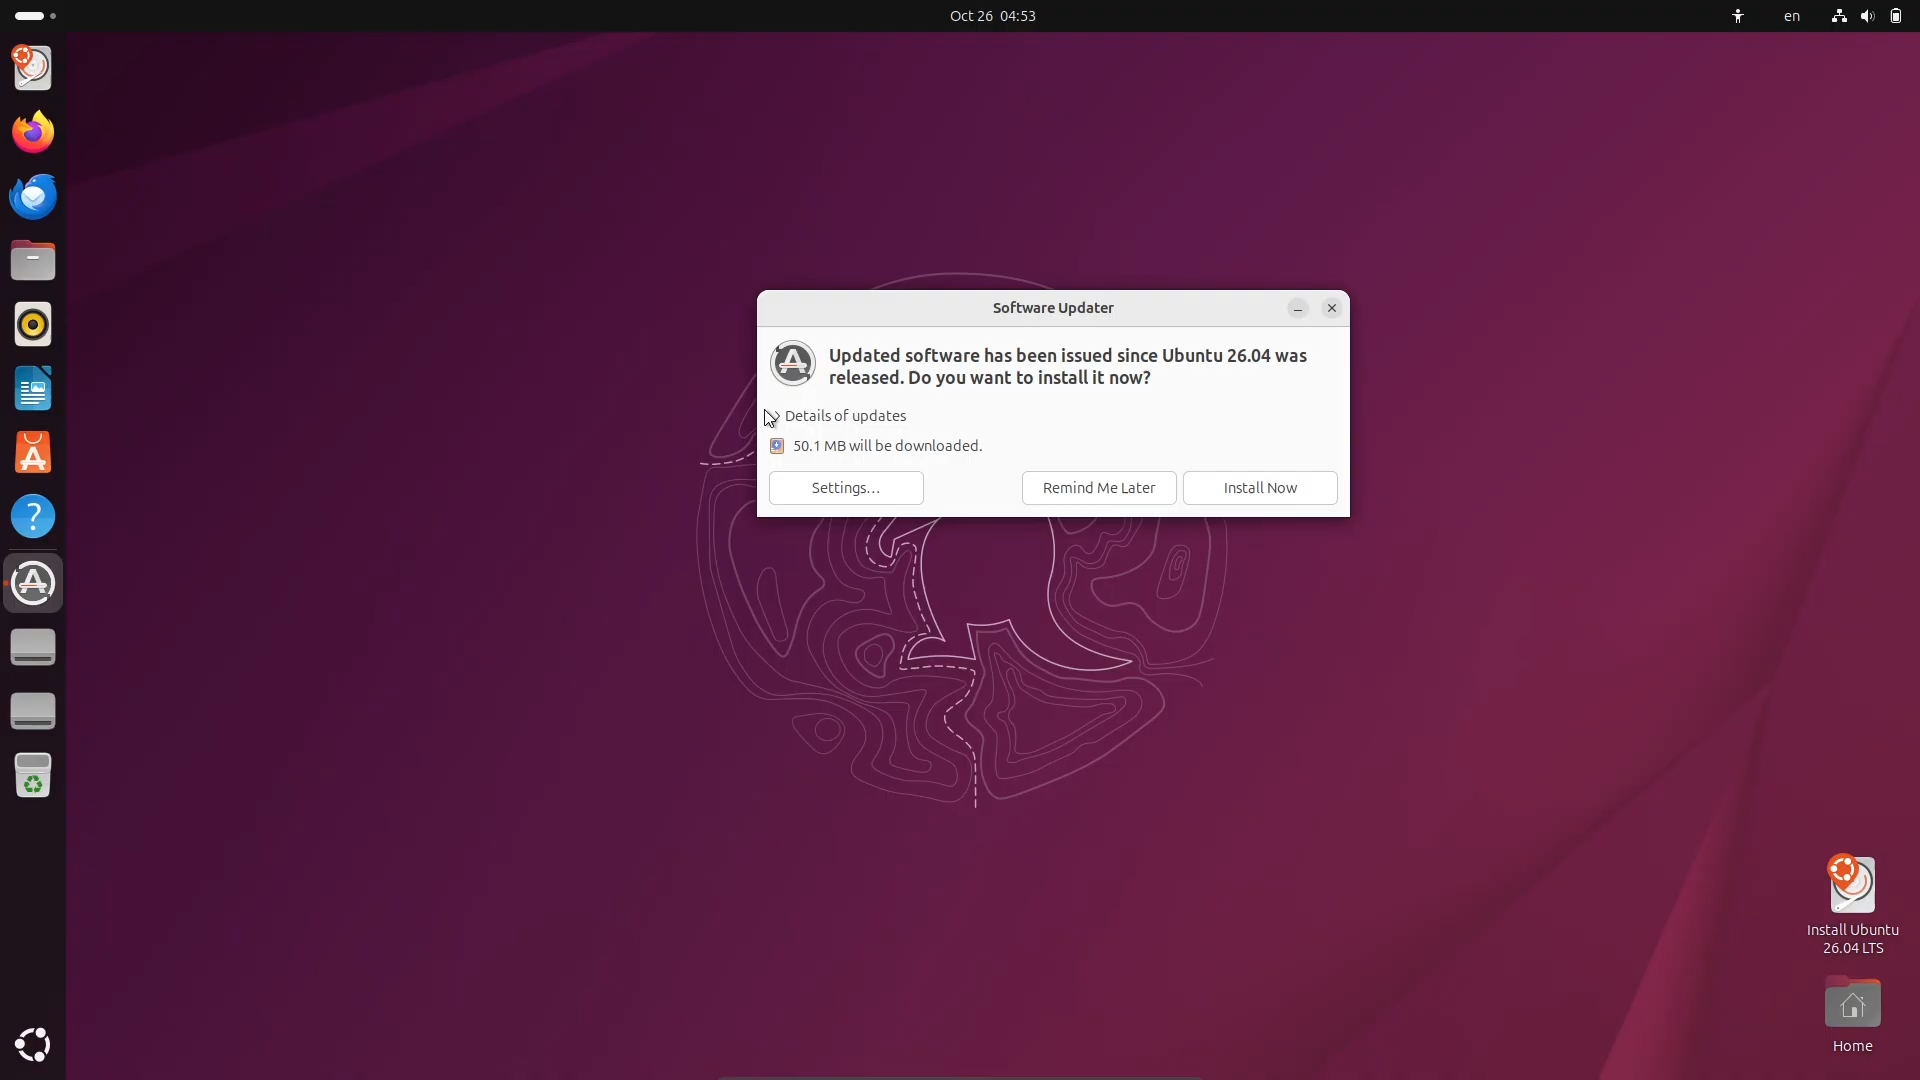 Oct 26 04:53
en
Software Updater
Updated software has been issued since Ubuntu 26.04 was
released. Do you want to install it now?
Details of updates
50.1 MB will be downloaded.
Settings…
Remind Me Later
Install Now
Install Ubuntu
26.04 LTS
Home